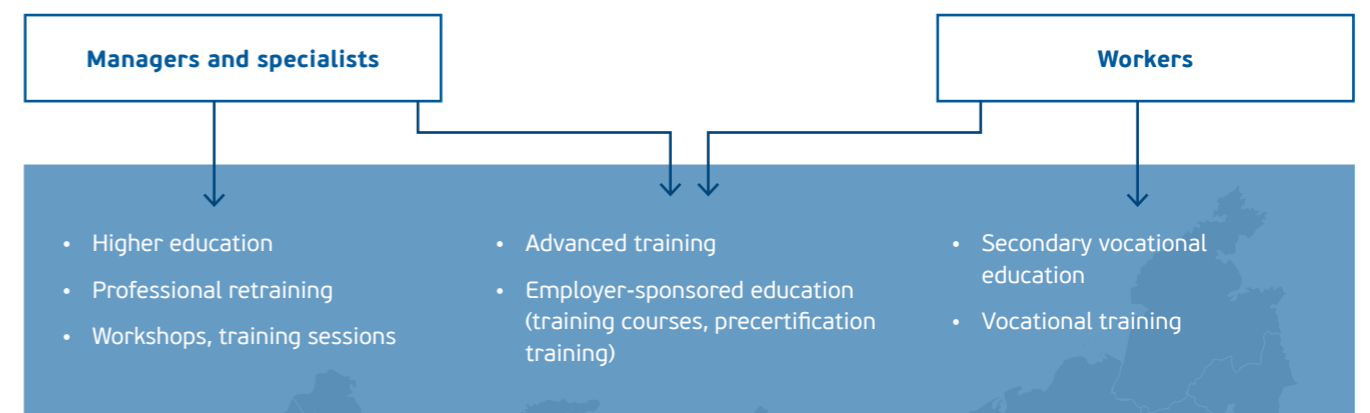 Managers and specialists
Workers
• Higher education
• Professional retraining
• Workshops, training sessions
• Advanced training
• Employer-sponsored education
(training courses, precertification
training)
• Secondary vocational
education
• Vocational training